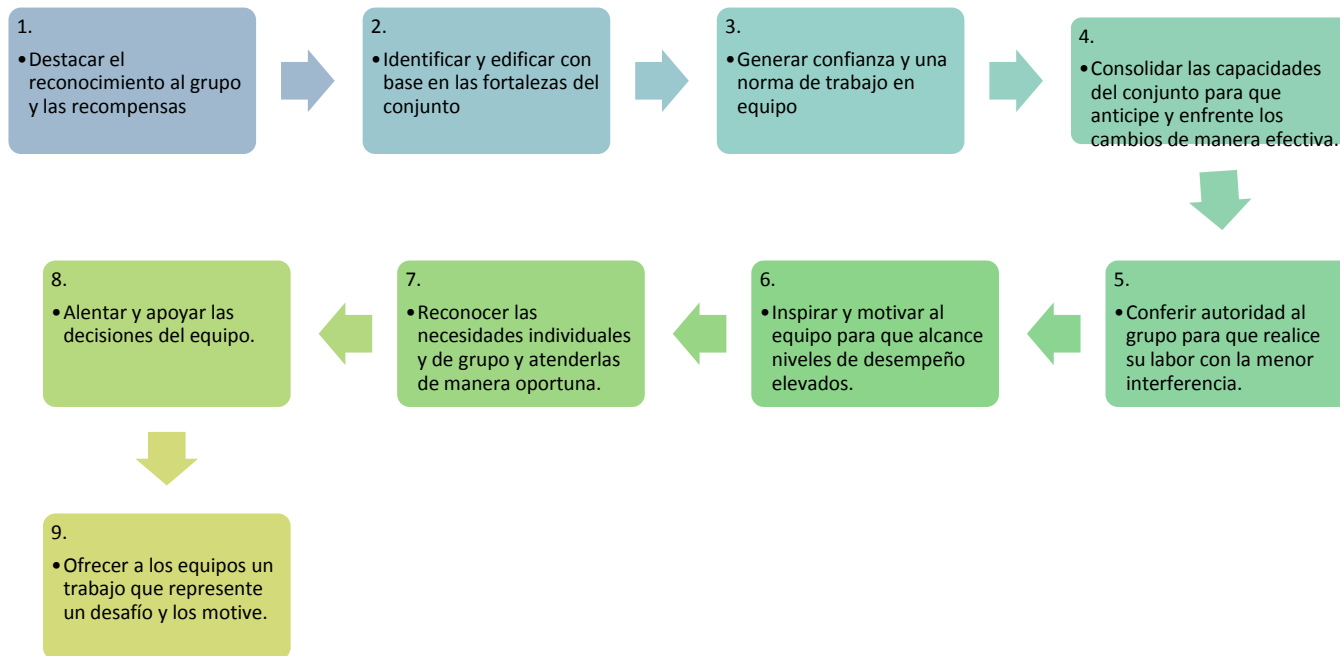 1.
•Destacar el
reconocimiento al grupo
y las recompensas
2.
•Identificar y edificar con
base en las fortalezas del
conjunto
3.
•Generar confianza y una
norma de trabajo en
equipo
4.
•Consolidar las capacidades
del conjunto para que
anticipe y enfrente los
cambios de manera efectiva.
5.
•Conferir autoridad al
grupo para que realice
su labor con la menor
interferencia.
6.
•Inspirar y motivar al
equipo para que alcance
niveles de desempeño
elevados.
7.
•Reconocer las
necesidades individuales
y de grupo y atenderlas
de manera oportuna.
8.
•Alentar y apoyar las
decisiones del equipo.
9.
•Ofrecer a los equipos un
trabajo que represente
un desafío y los motive.